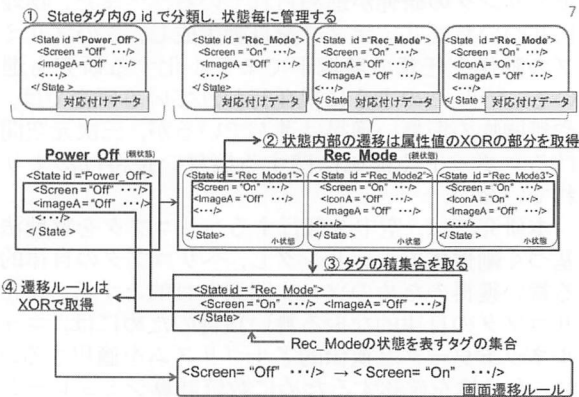 7
① Stateタグ内の id で分類し，状態毎に管理する
<State id ="Power_Off">
<Screen = "Off" ･･･/>
<imageA = "Off" ･･･/>
<･･･/>
</ State >
対応付けデータ
<State id ="Rec_Mode">
<Screen = "On" ･･･/>
<ImageA = "Off" ･･･/>
<･･･/>
</ State>
対応付けデータ
<State id ="Rec_Mode">
<Screen = "On" ･･･/>
<IconA = "Off" ･･･/>
<ImageA = "Off" ･･･/>
<･･･/>
</ State>
対応付けデータ
<State id ="Rec_Mode">
<Screen = "On" ･･･/>
<IconA = "On" ･･･/>
<ImageA = "Off" ･･･/>
<･･･/>
</ State>
対応付けデータ
② 状態内部の遷移は属性値のXORの部分を取得
Power_Off (親状態)
<State id ="Power_Off">
<Screen = "Off" ･･･/>
<imageA = "Off" ･･･/>
<･･･/>
</ State >
Rec_Mode (親状態)
<State id ="Rec_Mode1">
<Screen = "On" ･･･/>
<ImageA = "Off" ･･･/>
<･･･/>
</ State>
小状態
<State id ="Rec_Mode2">
<Screen = "On" ･･･/>
<IconA = "Off" ･･･/>
<ImageA = "Off" ･･･/>
<･･･/>
</ State>
小状態
<State id ="Rec_Mode3">
<Screen = "On" ･･･/>
<IconA = "On" ･･･/>
<ImageA = "Off" ･･･/>
<･･･/>
</ State>
小状態
③ タグの積集合を取る
④ 遷移ルールは
XORで取得
<State id = "Rec_Mode">
<Screen = "On" ･･･/> <ImageA = "Off" ･･･/>
</State>
Rec_Modeの状態を表すタグの集合
<Screen= "Off" ･･･/> → < Screen= "On" ･･･/>
画面遷移ルール